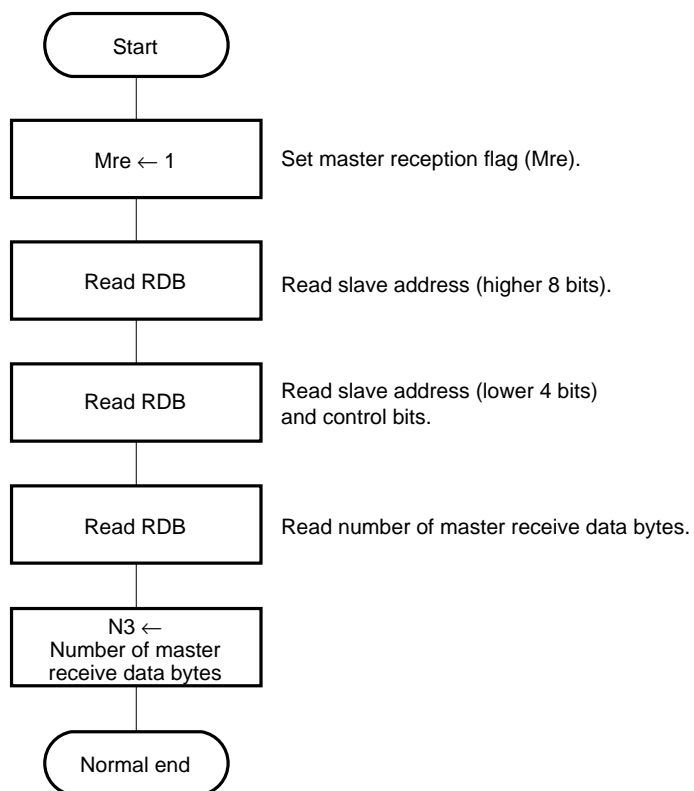 Start
Mre ← 1
Set master reception flag (Mre).
Read RDB
Read slave address (higher 8 bits).
Read RDB
Read slave address (lower 4 bits)
and control bits.
Read RDB
Read number of master receive data bytes.
N3 ←
Number of master
receive data bytes
Normal end